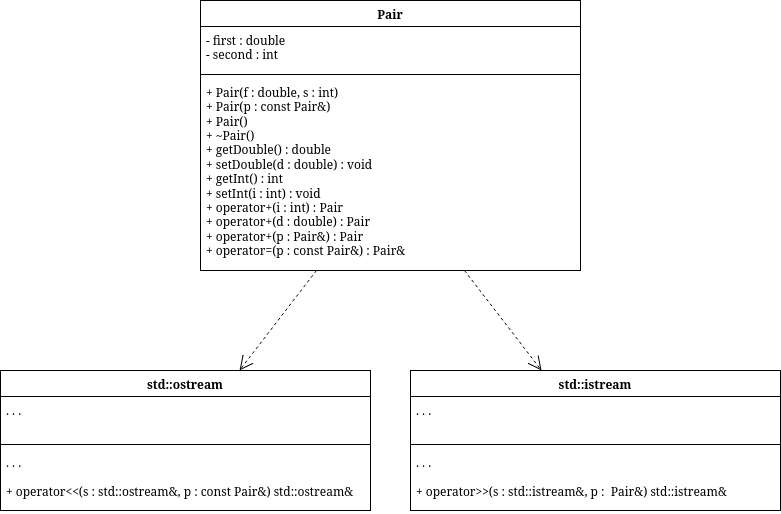 Pair
- first : double
- second : int
+ Pair(f : double, s : int)
+ Pair(p : const Pair&)
+ Pair()
+ ~Pair()
+ getDouble() : double
+ setDouble(d : double) : void
+ getInt() : int
+ setInt(i : int) : void
+ operator+(i : int) : Pair
+ operator+(d : double) : Pair
+ operator+(p : Pair&) : Pair
+ operator=(p : const Pair&) : Pair&
std::ostream
. . .
. . .
+ operator<<(s : std::ostream&, p : const Pair&) std::ostream&
std::istream
. . .
. . .
+ operator>>(s : std::istream&, p :  Pair&) std::istream&